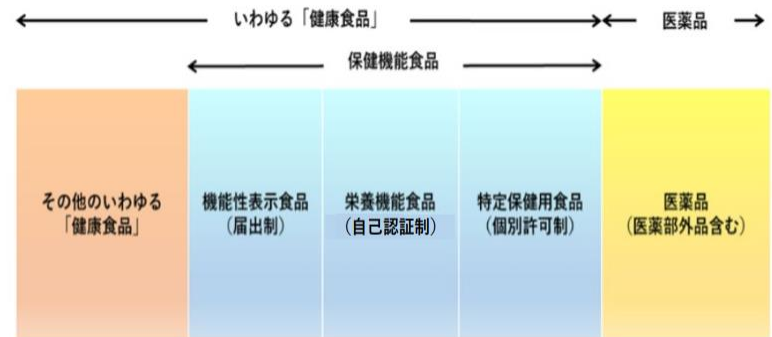 いわゆる「健康食品」
医薬品
保健機能食品
その他のいわゆる
「健康食品」
機能性表示食品
（届出制）
栄養機能食品
（自己認証制）
特定保健用食品
（個別許可制）
医薬品
（医薬部外品含む）